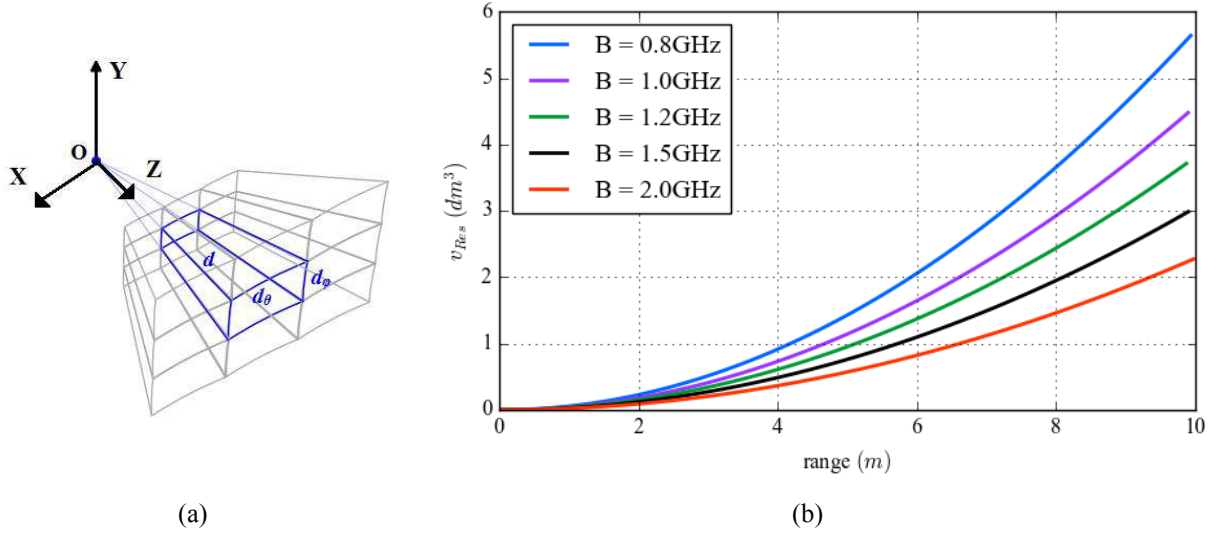 Y
O
X
Z
d
dθ
dφ
(a)
6
5
4
3
2
1
0
v_Res (dm³)
B = 0.8GHz
B = 1.0GHz
B = 1.2GHz
B = 1.5GHz
B = 2.0GHz
0 2 4 6 8 10
range (m)
(b)